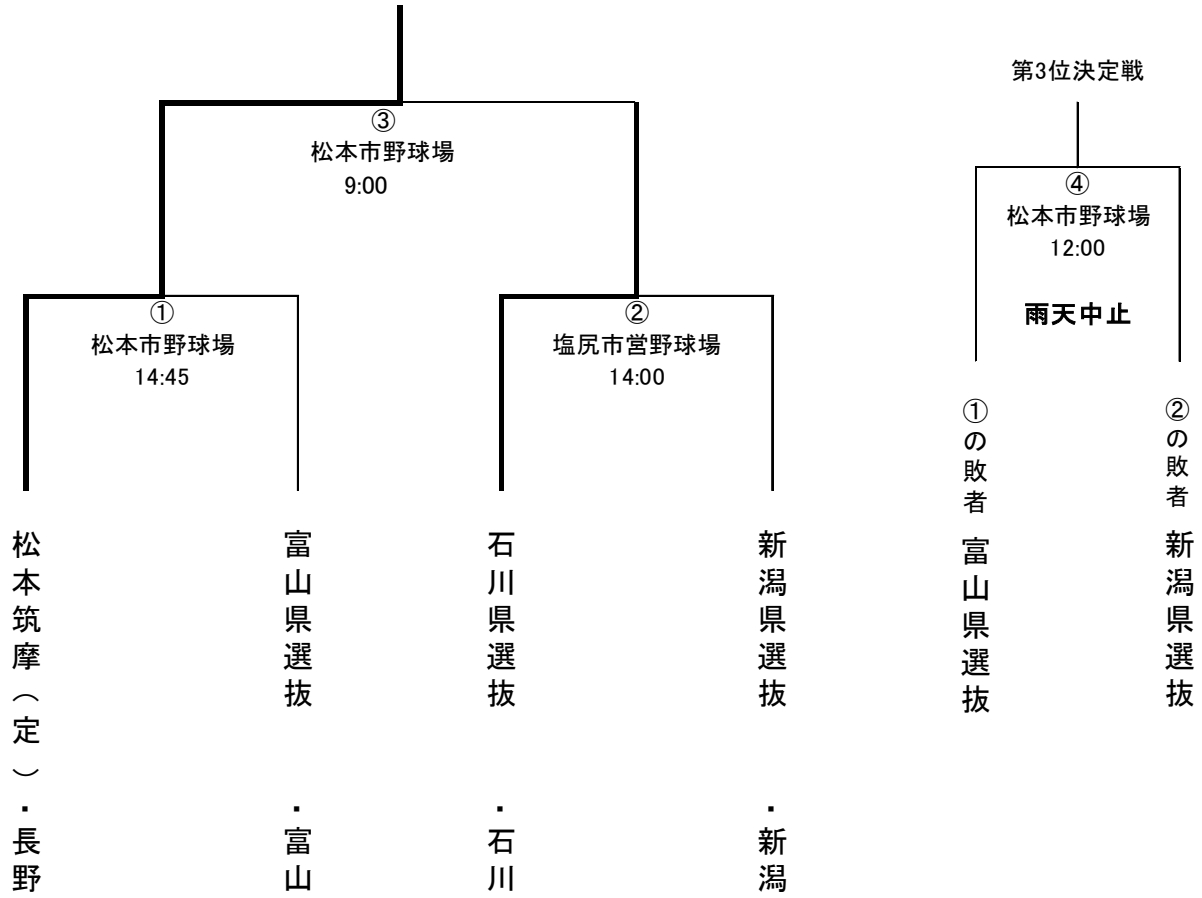 第3位決定戦
③
松本市野球場
9:00
④
松本市野球場
12:00
雨天中止
①
松本市野球場
14:45
②
塩尻市営野球場
14:00
①の敗者 富山県選抜
②の敗者 新潟県選抜
松本筑摩（定）・長野
富山県選抜 ・富山
石川県選抜 ・石川
新潟県選抜 ・新潟